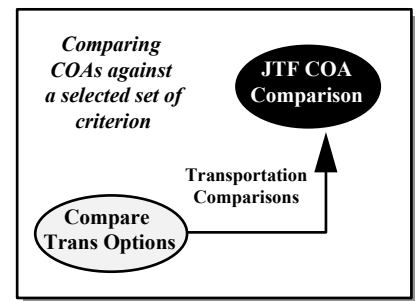 Comparing
COAs against
a selected set of
criterion
JTF COA
Comparison
Transportation
Comparisons
Compare
Trans Options